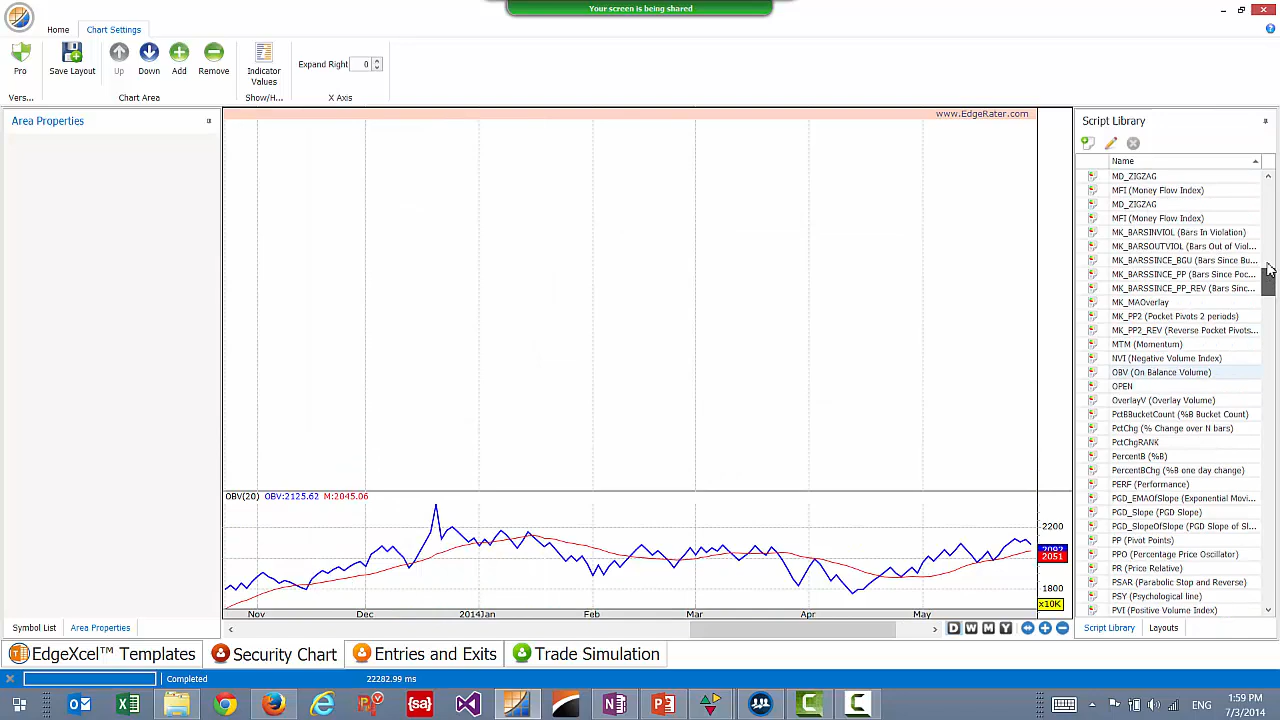 Your screen is being shared
Home
Chart Settings
Pro
Save Layout
Up
Down
Add
Remove
Indicator
Values
Expand Right
0
Vers...
Chart Area
Show/H...
X Axis
Area Properties
www.EdgeRater.com
Script Library
Name
MD_ZIGZAG
MFI (Money Flow Index)
MD_ZIGZAG
MFI (Money Flow Index)
MK_BARSINVIOL (Bars In Violation)
MK_BARSOUTVIOL (Bars Out of Viol...
MK_BARSSINCE_BGU (Bars Since Bu...
MK_BARSSINCE_PP (Bars Since Poc...
MK_BARSSINCE_PP_REV (Bars Sinc...
MK_MAOverlay
MK_PP2 (Pocket Pivots 2 periods)
MK_PP2_REV (Reverse Pocket Pivots...
MTM (Momentum)
NVI (Negative Volume Index)
OBV (On Balance Volume)
OPEN
OverlayV (Overlay Volume)
PctBBucketCount (%B Bucket Count)
PctChg (% Change over N bars)
PctChgRANK
PercentB (%B)
PercentBChg (%B one day change)
PERF (Performance)
PGD_EMAOfSlope (Exponential Movi...
PGD_Slope (PGD Slope)
PGD_SlopeOfSlope (PGD Slope of Sl...
PP (Pivot Points)
PPO (Percentage Price Oscillator)
PR (Price Relative)
PSAR (Parabolic Stop and Reverse)
PSY (Psychological line)
PVI (Positive Volume Index)
OBV(20) OBV:2125.62 M:2045.06
2200
2092
2051
1800
x10K
Nov Dec 2014Jan Feb Mar Apr May
Symbol List
Area Properties
D W M Y
Script Library
Layouts
EdgeXcel™ Templates
Security Chart
Entries and Exits
Trade Simulation
Completed
22282.99 ms
{sa}
ENG
1:59 PM
7/3/2014